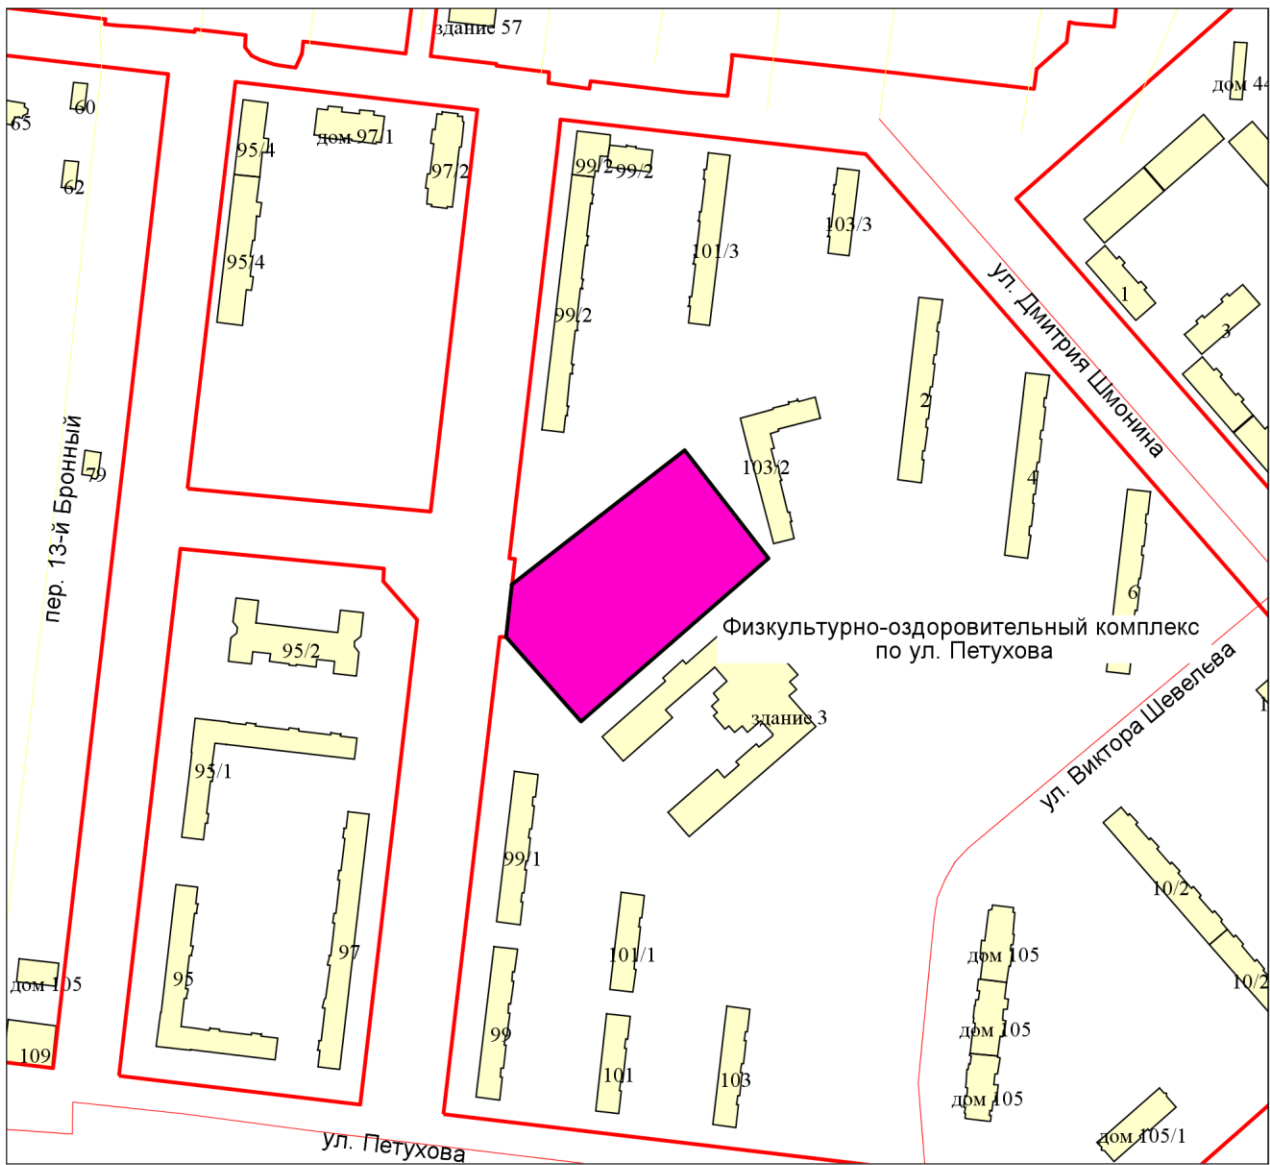 здание 57
дом 44
60
65
95/4
дом 97/1
97/2
99/2
99/2
62
101/3
103/3
95/4
99/2
1
3
ул. Дмитрия Шмонина
2
103/2
4
79
пер. 13-й Бронный
6
Физкультурно-оздоровительный комплекс
по ул. Петухова
95/2
ул. Виктора Шевелева
здание 3
95/1
99/1
10/2
97
101/1
дом 105
95
дом 105
10/2
99
дом 105
109
101
103
дом 105
ул. Петухова
дом 105/1